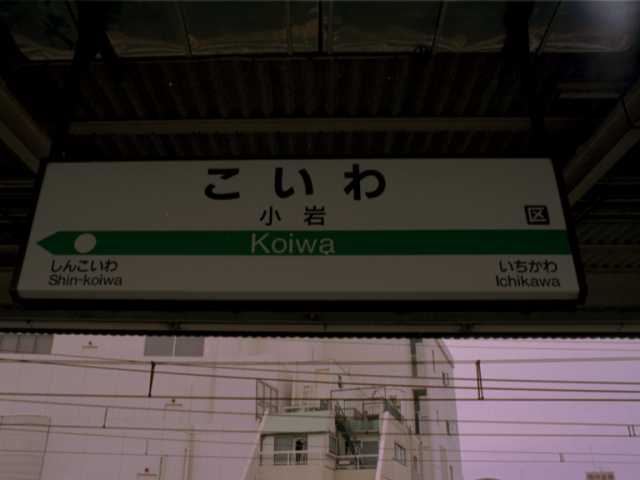 こいわ
小岩
区
Koiwa
しんこいわ
Shin-koiwa
いちかわ
Ichikawa